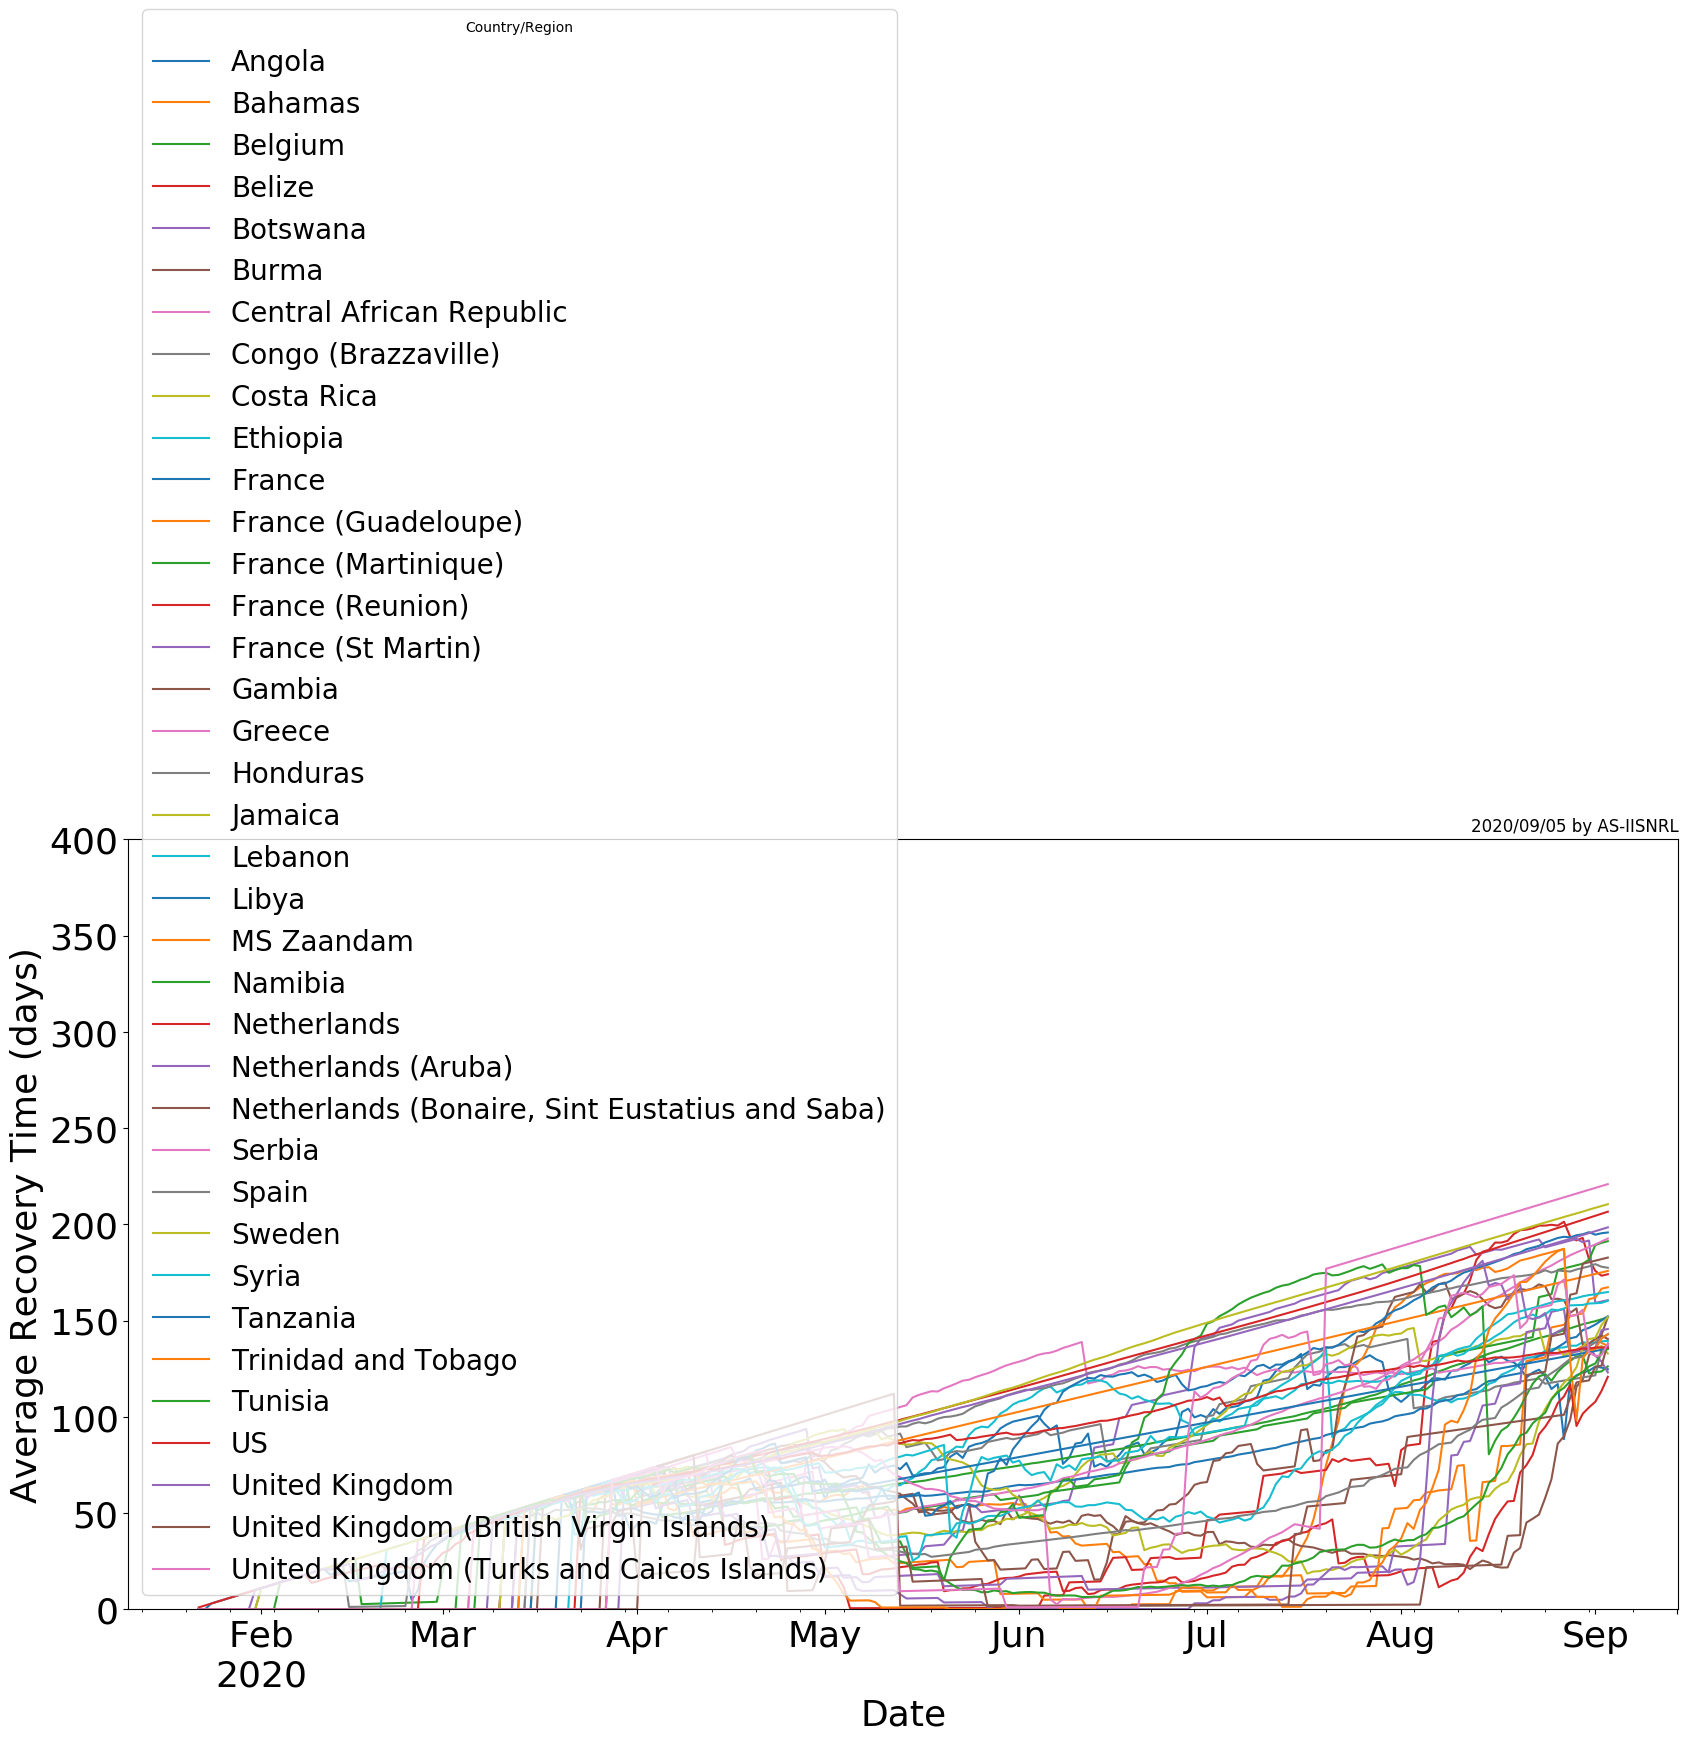 Country/Region
Angola
Bahamas
Belgium
Belize
Botswana
Burma
Central African Republic
Congo (Brazzaville)
Costa Rica
Ethiopia
France
France (Guadeloupe)
France (Martinique)
France (Reunion)
France (St Martin)
Gambia
Greece
Honduras
Jamaica
Lebanon
Libya
MS Zaandam
Namibia
Netherlands
Netherlands (Aruba)
Netherlands (Bonaire, Sint Eustatius and Saba)
Serbia
Spain
Sweden
Syria
Tanzania
Trinidad and Tobago
Tunisia
US
United Kingdom
United Kingdom (British Virgin Islands)
United Kingdom (Turks and Caicos Islands)
2020/09/05 by AS-IISNRL
Average Recovery Time (days)
400
350
300
250
200
150
100
50
0
Feb Mar Apr May Jun Jul Aug Sep
2020
Date